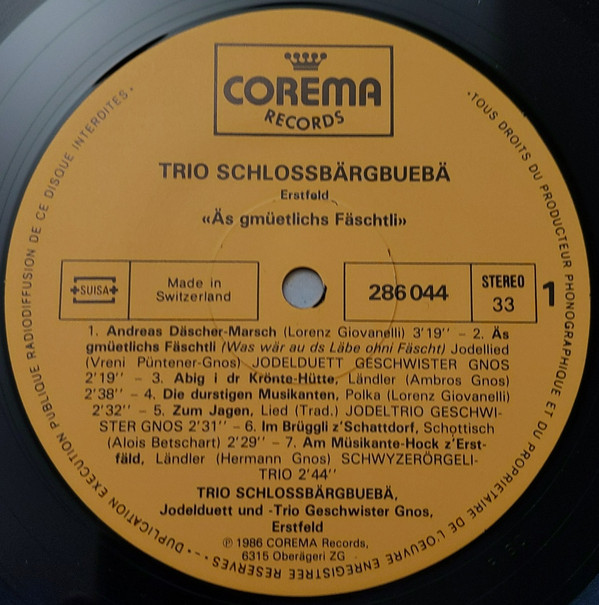 COREMA
RECORDS
TRIO SCHLOSSBÄRGBUEBÄ
Erstfeld
«Äs gmüetlichs Fäschtli»
SUISA
Made in
Switzerland
286 044
STEREO
33
1
1. Andreas Däscher-Marsch (Lorenz Giovanelli) 3'19'' – 2. Äs
gmüetlichs Fäschtli (Was wär au ds Läbe ohni Fäscht) Jodellied
(Vreni Püntener-Gnos) JODELDUETT GESCHWISTER GNOS
2'19'' – 3. Abig i dr Krönte-Hütte, Ländler (Ambros Gnos)
2'38'' – 4. Die durstigen Musikanten, Polka (Lorenz Giovanelli)
2'32'' – 5. Zum Jagen, Lied (Trad.) JODELTRIO GESCHWI-
STER GNOS 2'31'' – 6. Im Brüggli z'Schattdorf, Schottisch
(Alois Betschart) 2'29'' – 7. Am Müsikante-Hock z'Erst-
fäld, Ländler (Hermann Gnos) SCHWYZERÖRGELI-
TRIO 2'44''
TRIO SCHLOSSBÄRGBUEBÄ,
Jodelduett und -Trio Geschwister Gnos,
Erstfeld
℗ 1986 COREMA Records,
6315 Oberägeri ZG
· TOUS DROITS DU PRODUCTEUR PHONOGRAPHIQUE ET DU PROPRIETAIRE DE L'OEUVRE ENREGISTREE RESERVES · DUPLICATION EXECUTION PUBLIQUE RADIODIFFUSION DE CE DISQUE INTERDITES ·